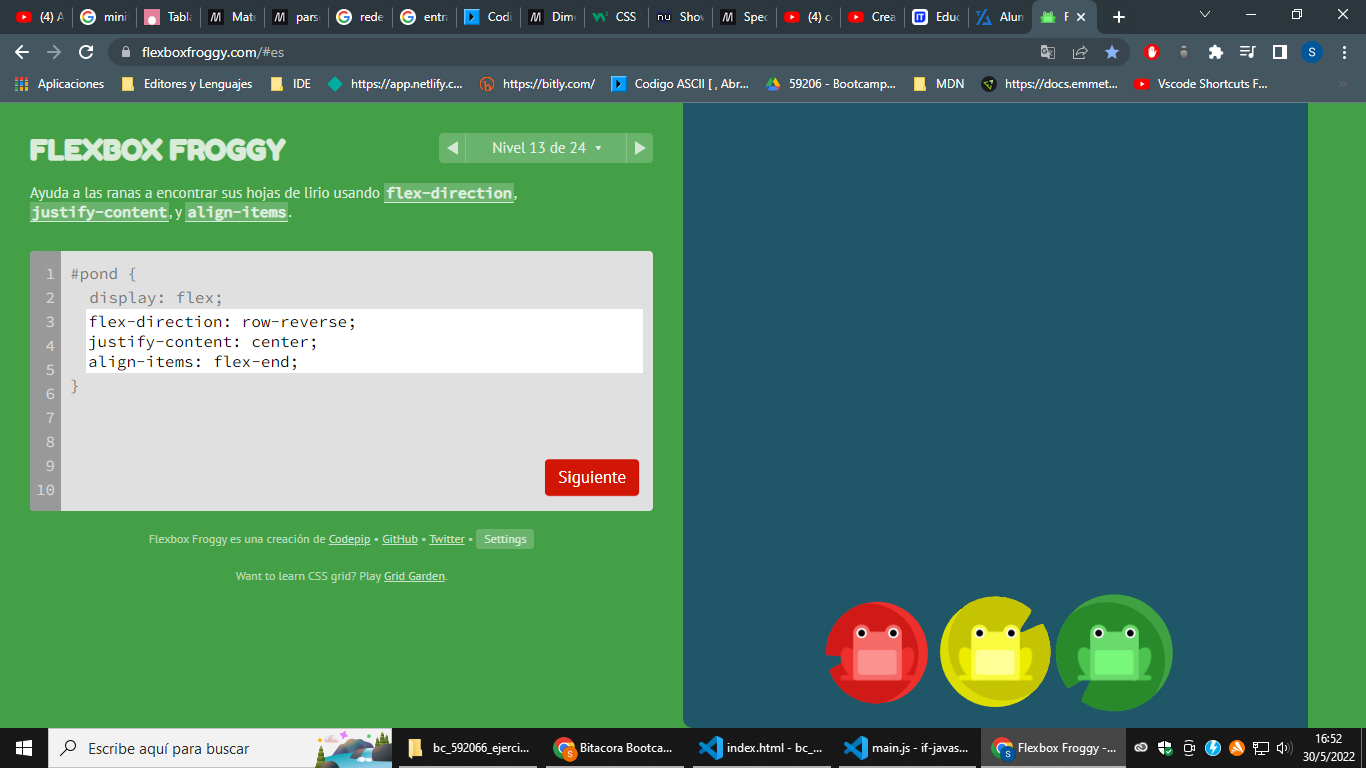 (4) A
mini
Tabla
Mate
pars
rede
entra
Codi
Dime
CSS
Show
Spec
(4) c
Crea
Educ
Alun
F
flexboxfroggy.com/#es
S
Aplicaciones
Editores y Lenguajes
IDE
https://app.netlify.c...
https://bitly.com/
Codigo ASCII [ , Abr...
59206 - Bootcamp...
MDN
https://docs.emmet...
Vscode Shortcuts F...
FLEXBOX FROGGY
Nivel 13 de 24
Ayuda a las ranas a encontrar sus hojas de lirio usando flex-direction,
justify-content, y align-items.
1 #pond {
2 display: flex;
3 flex-direction: row-reverse;
4 justify-content: center;
5 align-items: flex-end;
6 }
7
8
9
10
Siguiente
Flexbox Froggy es una creación de Codepip • GitHub • Twitter • Settings
Want to learn CSS grid? Play Grid Garden.
Escribe aquí para buscar
bc_592066_ejerci...
Bitacora Bootca...
index.html - bc_...
main.js - if-javas...
Flexbox Froggy -...
16:52
30/5/2022